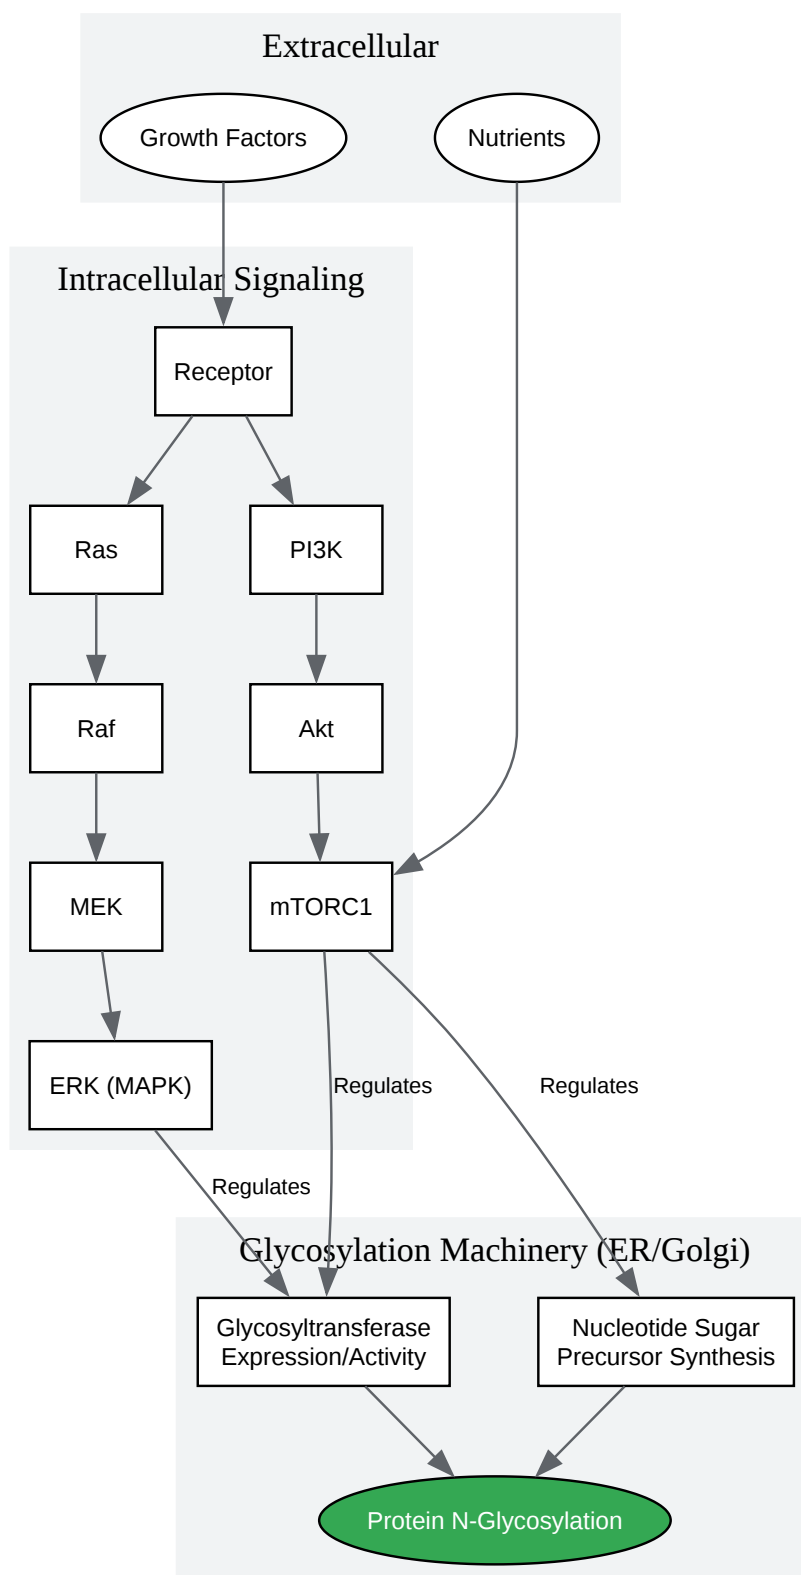 Extracellular
Growth Factors
Nutrients
Intracellular Signaling
Receptor
Ras
PI3K
Raf
Akt
MEK
mTORC1
ERK (MAPK)
Regulates
Regulates
Regulates
Glycosylation Machinery (ER/Golgi)
Glycosyltransferase
Expression/Activity
Nucleotide Sugar
Precursor Synthesis
Protein N-Glycosylation